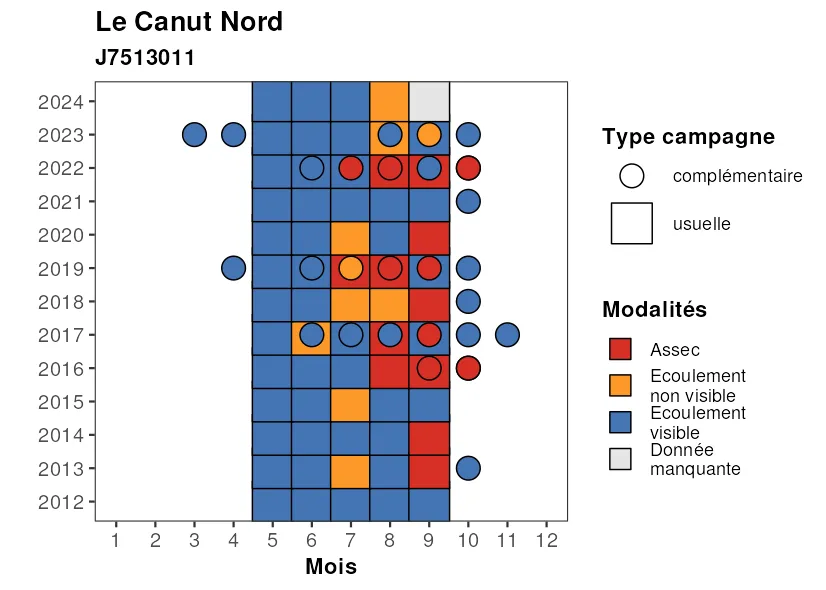 Le Canut Nord
J7513011
2024
2023
2022
2021
2020
2019
2018
2017
2016
2015
2014
2013
2012
1 2 3 4 5 6 7 8 9 10 11 12
Mois
Type campagne
complémentaire
usuelle
Modalités
Assec
Ecoulement
non visible
Ecoulement
visible
Donnée
manquante